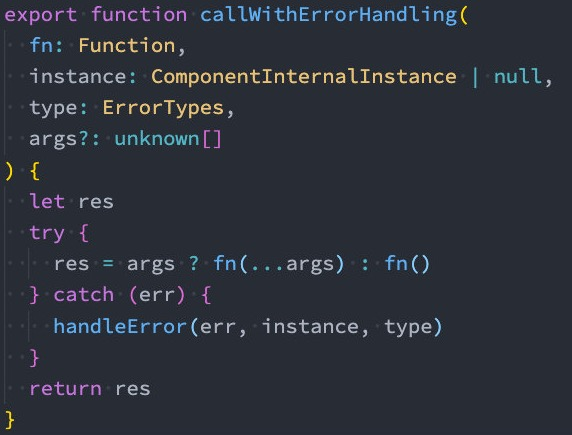 export function callWithErrorHandling(
  fn: Function,
  instance: ComponentInternalInstance | null,
  type: ErrorTypes,
  args?: unknown[]
) {
  let res
  try {
    res = args ? fn(...args) : fn()
  } catch (err) {
    handleError(err, instance, type)
  }
  return res
}